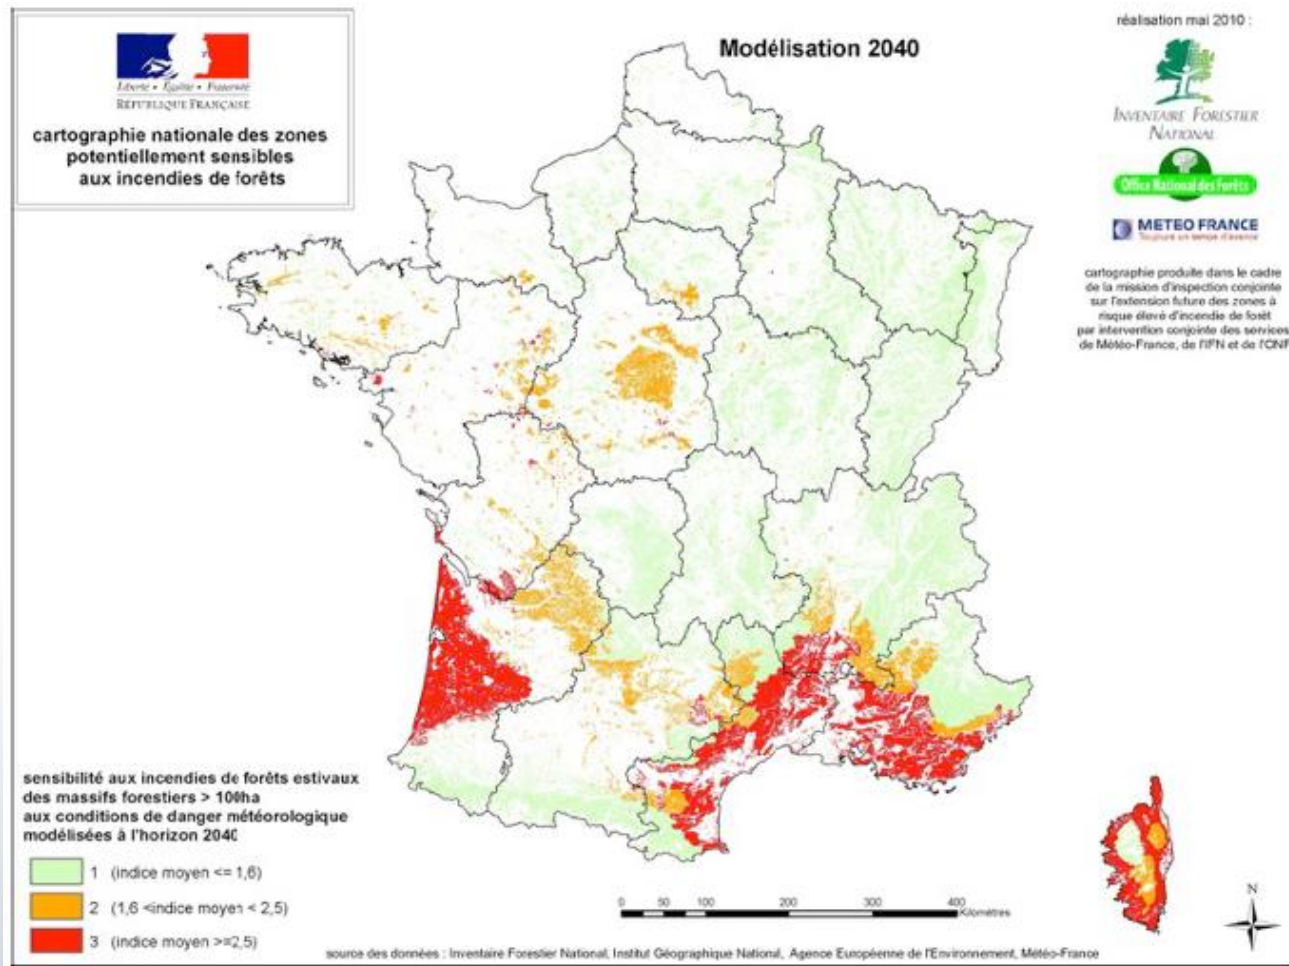 Liberté • Égalité • Fraternité
RÉPUBLIQUE FRANÇAISE
cartographie nationale des zones
potentiellement sensibles
aux incendies de forêts
Modélisation 2040
réalisation mai 2010 :
INVENTAIRE FORESTIER
NATIONAL
Office National des Forêts
METEO FRANCE
Toujours un temps d'avance
cartographie produite dans le cadre
de la mission d'inspection conjointe
sur l'extension future des zones à
risque élevé d'incendie de forêt
par intervention conjointe des services
de Météo-France, de l'IFN et de l'ONF
sensibilité aux incendies de forêts estivaux
des massifs forestiers > 100ha
aux conditions de danger météorologique
modélisées à l'horizon 2040
1 (indice moyen <= 1,6)
2 (1,6 <indice moyen < 2,5)
3 (indice moyen >=2,5)
0 50 100 200 300 400
Kilomètres
N
source des données : Inventaire Forestier National, Institut Géographique National, Agence Européenne de l'Environnement, Météo-France